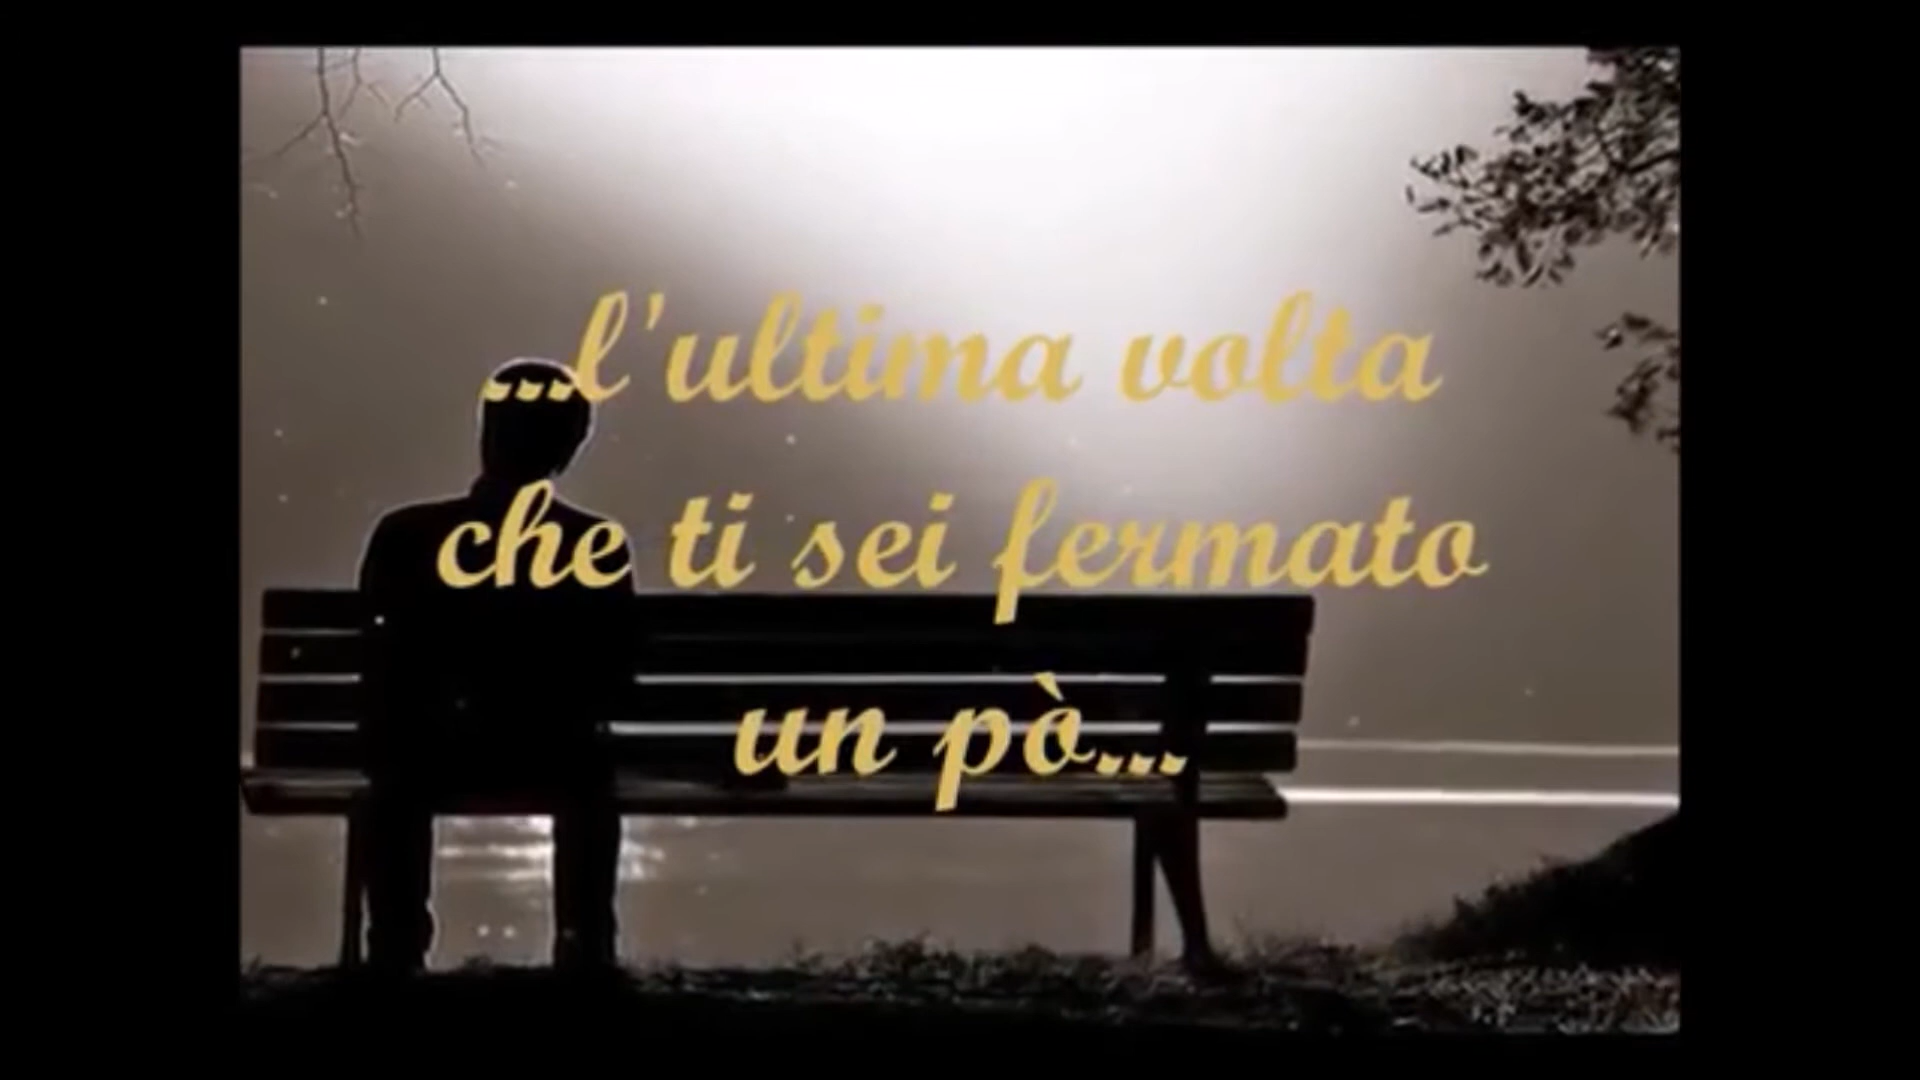 ...l'ultima volta
che ti sei fermato
un pò...